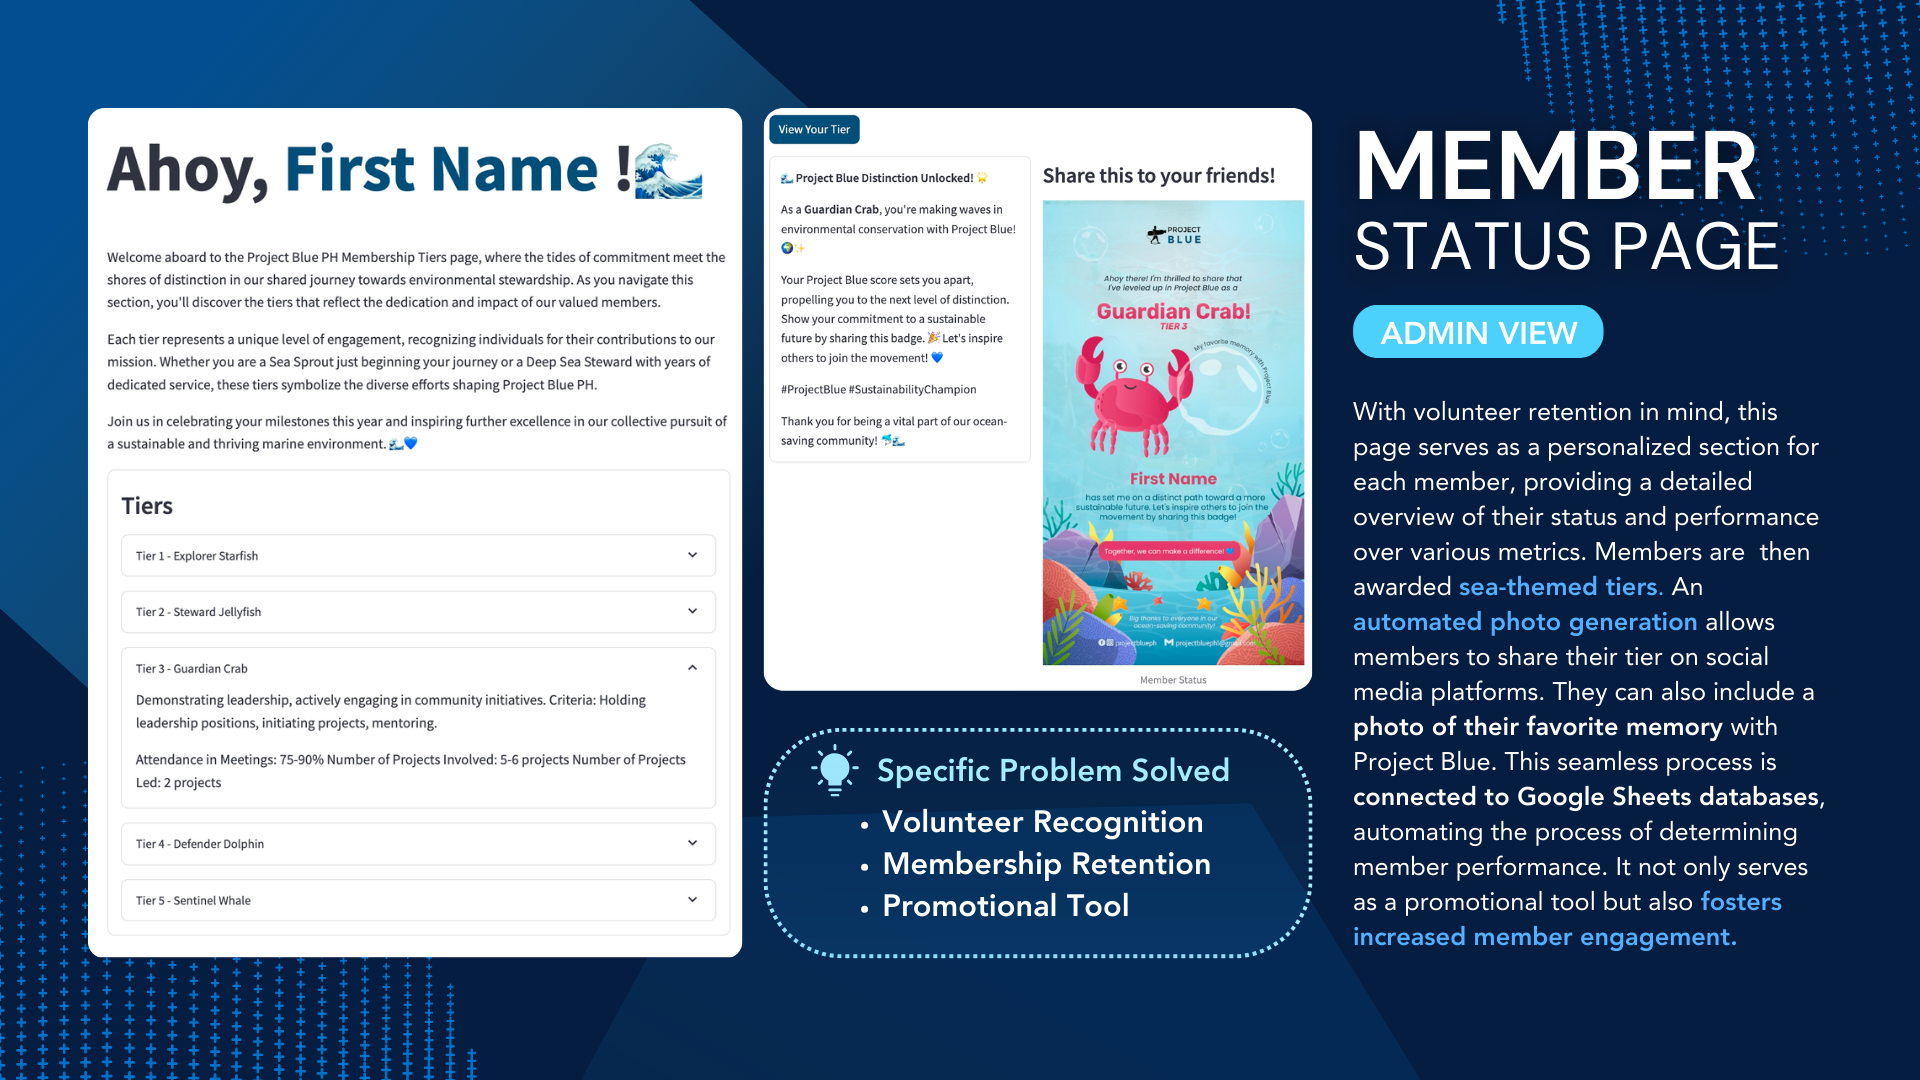 Ahoy, First Name !🌊
Welcome aboard to the Project Blue PH Membership Tiers page, where the tides of commitment meet the
shores of distinction in our shared journey towards environmental stewardship. As you navigate this
section, you'll discover the tiers that reflect the dedication and impact of our valued members.
Each tier represents a unique level of engagement, recognizing individuals for their contributions to our
mission. Whether you are a Sea Sprout just beginning your journey or a Deep Sea Steward with years of
dedicated service, these tiers symbolize the diverse efforts shaping Project Blue PH.
Join us in celebrating your milestones this year and inspiring further excellence in our collective pursuit of
a sustainable and thriving marine environment. 🌊💙
Tiers
Tier 1 - Explorer Starfish
Tier 2 - Steward Jellyfish
Tier 3 - Guardian Crab
Demonstrating leadership, actively engaging in community initiatives. Criteria: Holding
leadership positions, initiating projects, mentoring.
Attendance in Meetings: 75-90% Number of Projects Involved: 5-6 projects Number of Projects
Led: 2 projects
Tier 4 - Defender Dolphin
Tier 5 - Sentinel Whale
View Your Tier
🌊 Project Blue Distinction Unlocked! 🌟
As a Guardian Crab, you're making waves in
environmental conservation with Project Blue!
🌍✨
Your Project Blue score sets you apart,
propelling you to the next level of distinction.
Show your commitment to a sustainable
future by sharing this badge. 🎉 Let's inspire
others to join the movement! 💙
#ProjectBlue #SustainabilityChampion
Thank you for being a vital part of our ocean-
saving community! 🐬🌊
Share this to your friends!
PROJECT
BLUE
Ahoy there! I'm thrilled to share that
I've leveled up in Project Blue as a
Guardian Crab!
TIER 3
My favorite memory with Project Blue
First Name
has set me on a distinct path toward a more
sustainable future. Let's inspire others to join the
movement by sharing this badge!
Together, we can make a difference! 💙
Big thanks to everyone in our
ocean-saving community!
projectblueph projectblueph1@gmail.com
Member Status
Specific Problem Solved
• Volunteer Recognition
• Membership Retention
• Promotional Tool
MEMBER
STATUS PAGE
ADMIN VIEW
With volunteer retention in mind, this
page serves as a personalized section for
each member, providing a detailed
overview of their status and performance
over various metrics. Members are  then
awarded sea-themed tiers. An
automated photo generation allows
members to share their tier on social
media platforms. They can also include a
photo of their favorite memory with
Project Blue. This seamless process is
connected to Google Sheets databases,
automating the process of determining
member performance. It not only serves
as a promotional tool but also fosters
increased member engagement.